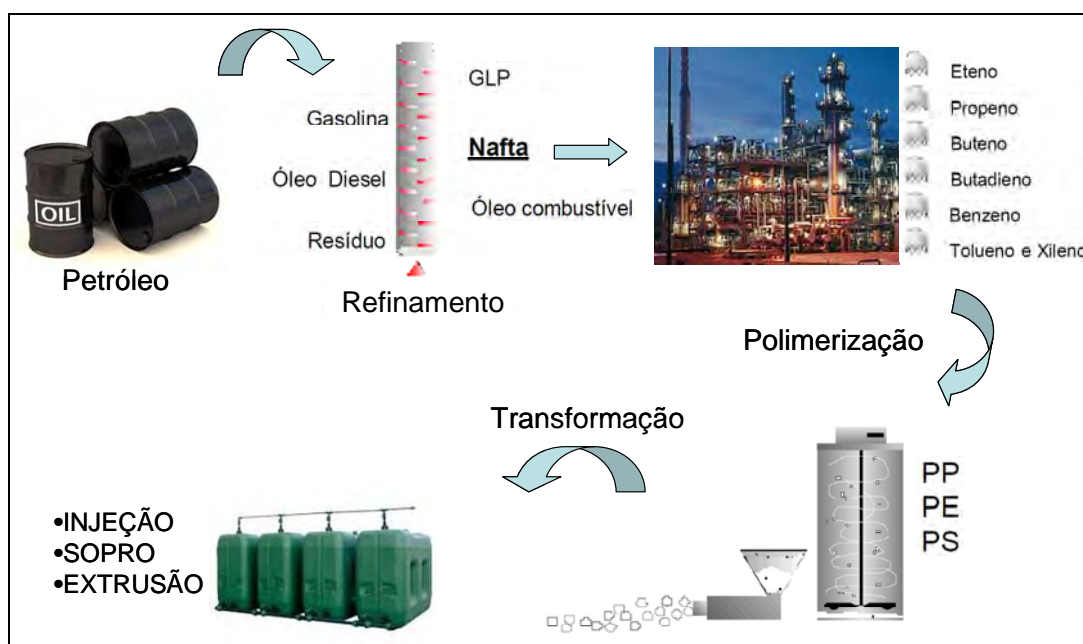 OIL
Petróleo
GLP
Gasolina
Nafta
Óleo Diesel
Óleo combustível
Resíduo
Refinamento
Eteno
Propeno
Buteno
Butadieno
Benzeno
Tolueno e Xileno
Polimerização
Transformação
PP
PE
PS
•INJEÇÃO
•SOPRO
•EXTRUSÃO